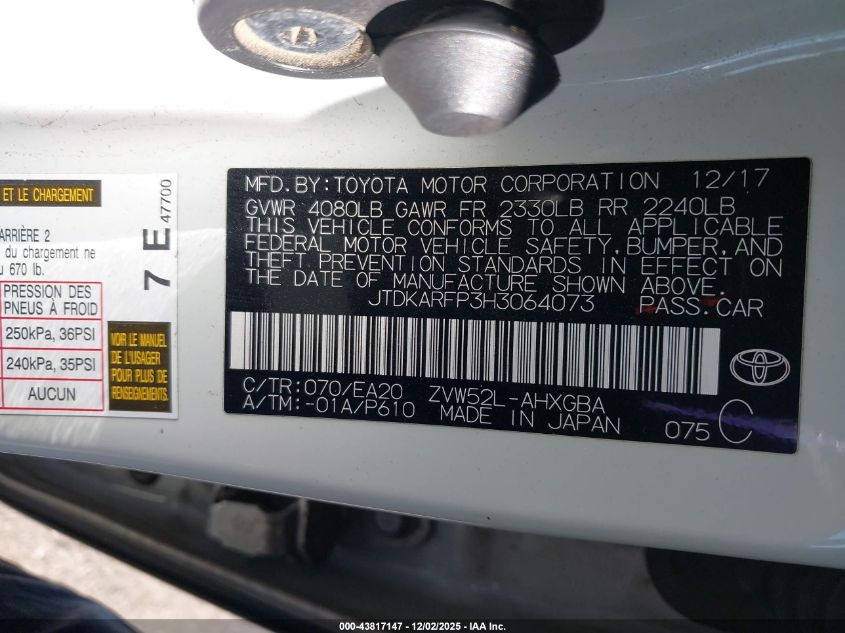 MFD. BY: TOYOTA MOTOR CORPORATION 12/17
GVWR 4080LB GAWR FR 2330LB RR 2240LB
THIS VEHICLE CONFORMS TO ALL APPLICABLE
FEDERAL MOTOR VEHICLE SAFETY, BUMPER, AND
THEFT PREVENTION STANDARDS IN EFFECT ON
THE DATE OF MANUFACTURE SHOWN ABOVE.
JTDKARFP3H3064073 PASS. CAR
C/TR: 070/EA20 ZVW52L-AHXGBA
A/TM: -01A/P610 MADE IN JAPAN 075 C
ET LE CHARGEMENT
ARRIÈRE 2
du chargement ne
670 lb.
PRESSION DES
PNEUS À FROID
250kPa, 36PSI
240kPa, 35PSI
AUCUN
VOIR LE MANUEL
DE L'USAGER
POUR PLUS
D'INFORMATIONS
7 E 47700
000-43817147 - 12/02/2025 - IAA Inc.